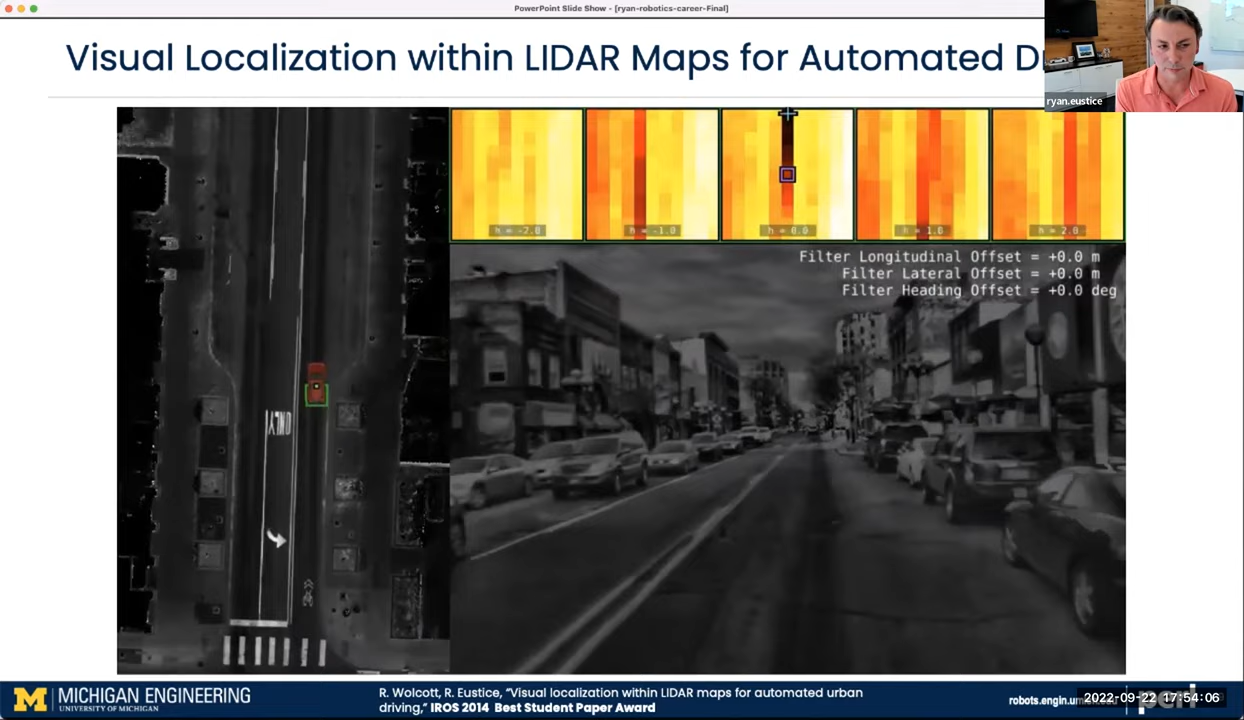 PowerPoint Slide Show - [ryan-robotics-career-Final]
Visual Localization within LIDAR Maps for Automated
ryan.eustice
h = -2.0
h = -1.0
h = 0.0
h = 1.0
h = 2.0
Filter Longitudinal Offset = +0.0 m
Filter Lateral Offset = +0.0 m
Filter Heading Offset = +0.0 deg
ONLY
M MICHIGAN ENGINEERING
UNIVERSITY OF MICHIGAN
R. Wolcott, R. Eustice, “Visual localization within LIDAR maps for automated urban
driving,” IROS 2014 Best Student Paper Award
2022-09-22 17:54:06